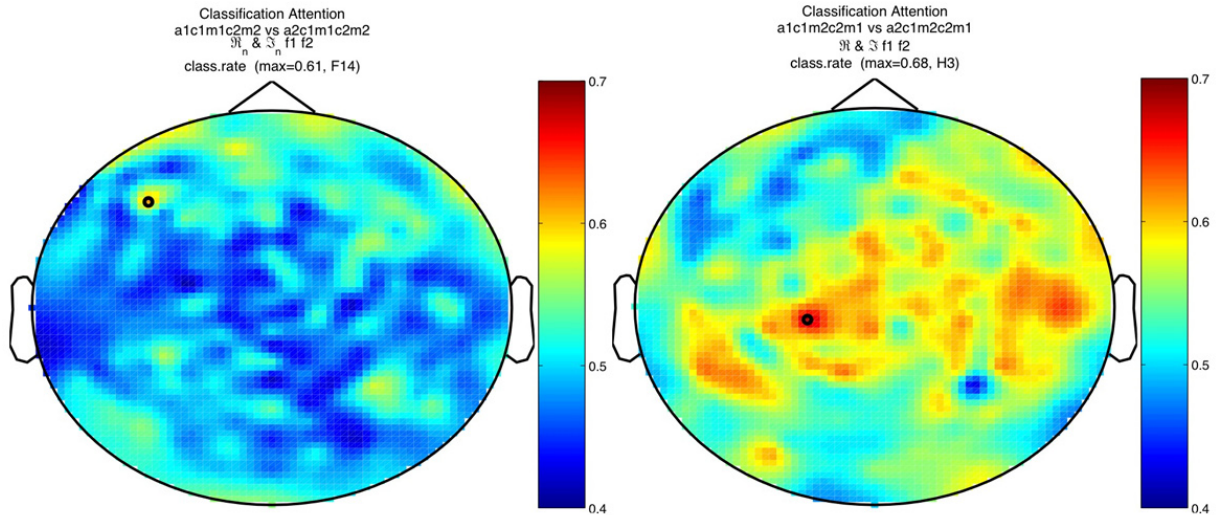 Classification Attention
a1c1m1c2m2 vs a2c1m1c2m2
ℜn & ℑn f1 f2
class.rate (max=0.61, F14)
0.7
0.6
0.5
0.4
Classification Attention
a1c1m2c2m1 vs a2c1m2c2m1
ℜ & ℑ f1 f2
class.rate (max=0.68, H3)
0.7
0.6
0.5
0.4